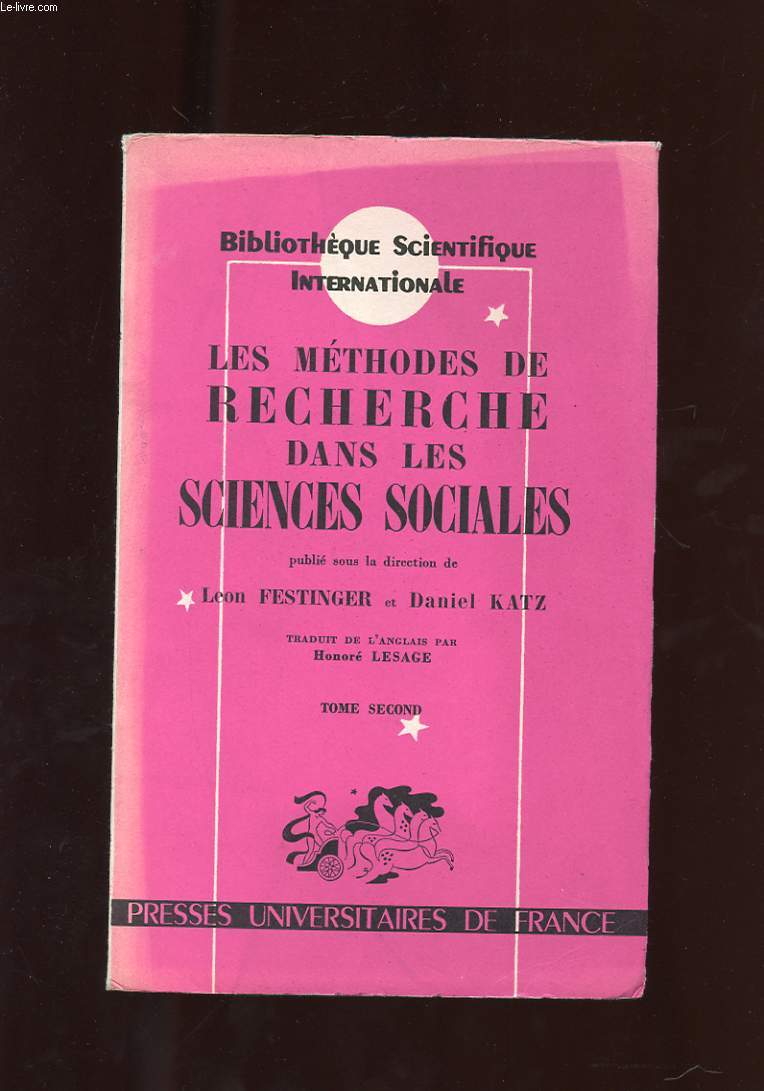 Le-livre.com
Bibliothèque Scientifique
Internationale
LES MÉTHODES DE
RECHERCHE
DANS LES
SCIENCES SOCIALES
publié sous la direction de
Leon FESTINGER et Daniel KATZ
TRADUIT DE L'ANGLAIS PAR
Honoré LESAGE
TOME SECOND
PRESSES UNIVERSITAIRES DE FRANCE